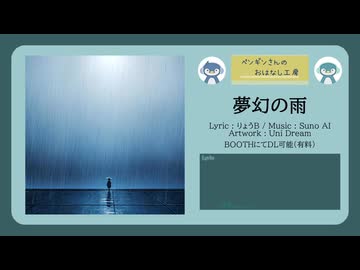 ペンギンさんの
おはなし工房
夢幻の雨
Lyric : りょうB / Music : Suno AI
Artwork : Uni Dream
BOOTHにてDL可能(有料)
Lyric